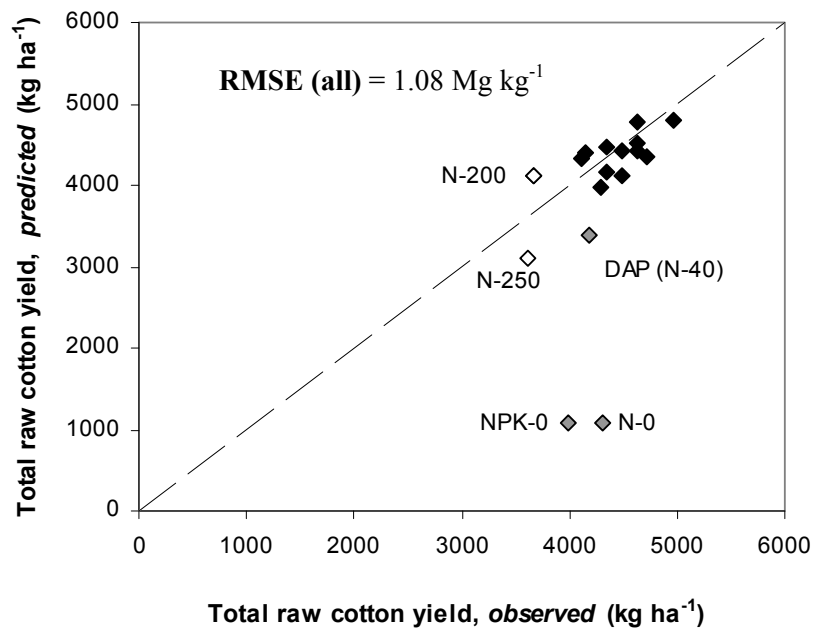 Total raw cotton yield, predicted (kg ha⁻¹)
6000
5000
4000
3000
2000
1000
0
RMSE (all) = 1.08 Mg kg⁻¹
N-200
N-250
DAP (N-40)
NPK-0
N-0
0 1000 2000 3000 4000 5000 6000
Total raw cotton yield, observed (kg ha⁻¹)